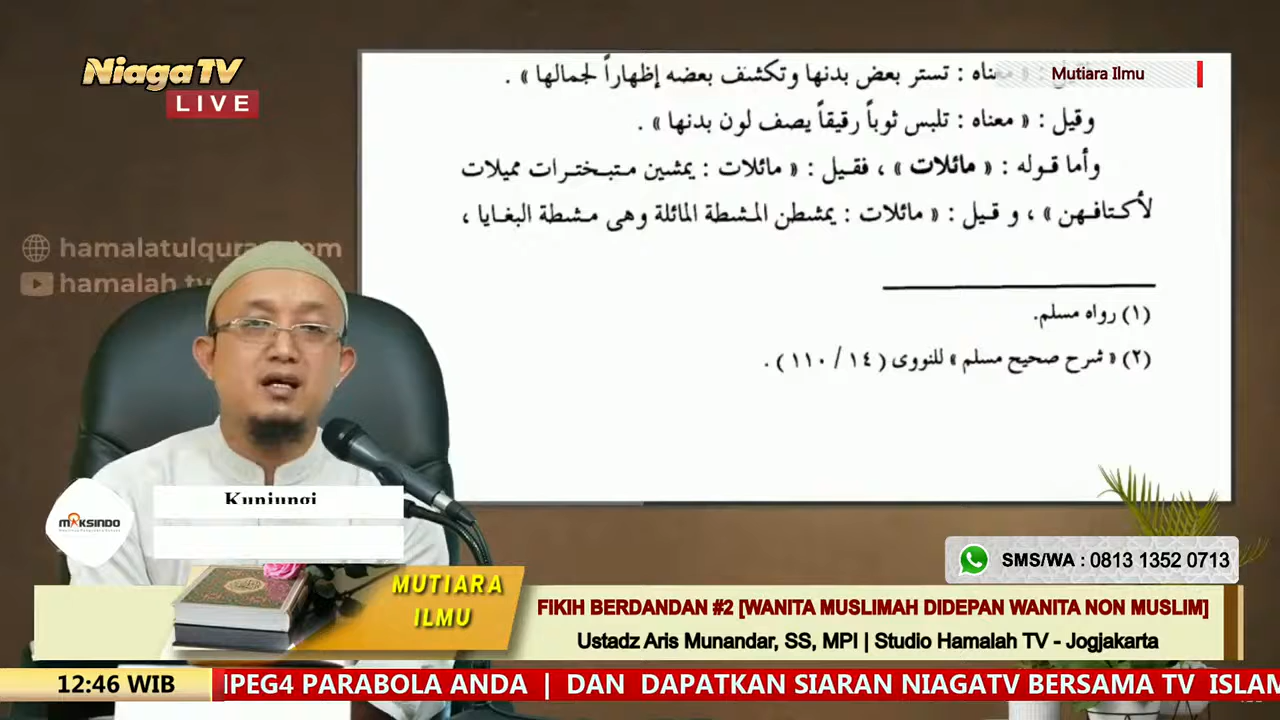 NiagaTV
LIVE
Mutiara Ilmu
معناه : تستر بعض بدنها وتكشف بعضه إظهاراً لجمالها » .
وقيل : « معناه : تلبس ثوباً رقيقاً يصف لون بدنها » .
وأما قوله : « مائلات » ، فقيل : « مائلات : يمشين متبخترات مميلات
لأكتافهن » ، و قيل : « مائلات : يمشطن المشطة المائلة وهى مشطة البغايا ،
(١) رواه مسلم.
(٢) « شرح صحيح مسلم » للنووى ( ١٤ / ١١٠ ) .
hamalatulqura
hamalah tv
Kunjungi
MAKSINDO
SMS/WA : 0813 1352 0713
MUTIARA
ILMU
FIKIH BERDANDAN #2 [WANITA MUSLIMAH DIDEPAN WANITA NON MUSLIM]
Ustadz Aris Munandar, SS, MPI | Studio Hamalah TV - Jogjakarta
12:46 WIB
MPEG4 PARABOLA ANDA | DAN DAPATKAN SIARAN NIAGATV BERSAMA TV ISLAM